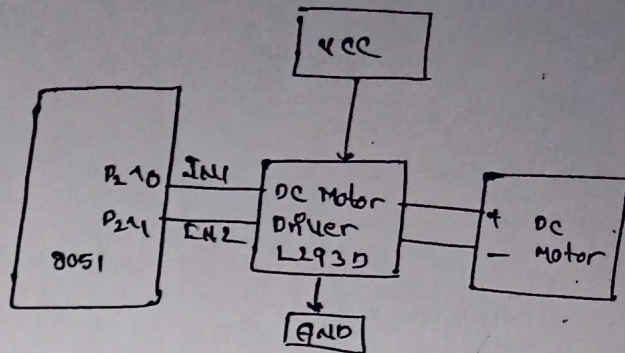 VCC
P2^0
IN1
P2^1
IN2
8051
DC Motor
Driver
L293D
+ DC
- Motor
GND